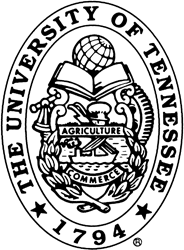 THE UNIVERSITY OF TENNESSEE
AGRICULTURE
COMMERCE
★ 1794 ★
®